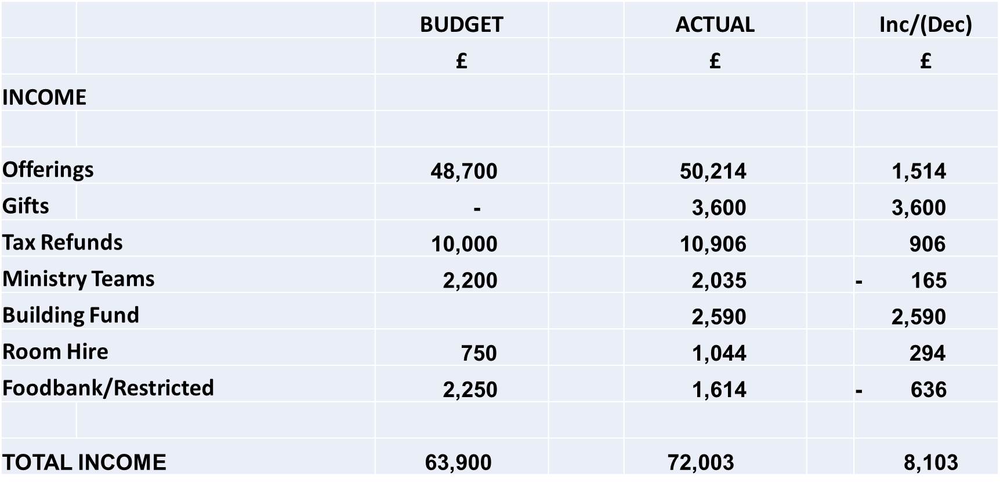 BUDGET ACTUAL Inc/(Dec)
£ £ £
INCOME
Offerings 48,700 50,214 1,514
Gifts - 3,600 3,600
Tax Refunds 10,000 10,906 906
Ministry Teams 2,200 2,035 - 165
Building Fund 2,590 2,590
Room Hire 750 1,044 294
Foodbank/Restricted 2,250 1,614 - 636
TOTAL INCOME 63,900 72,003 8,103